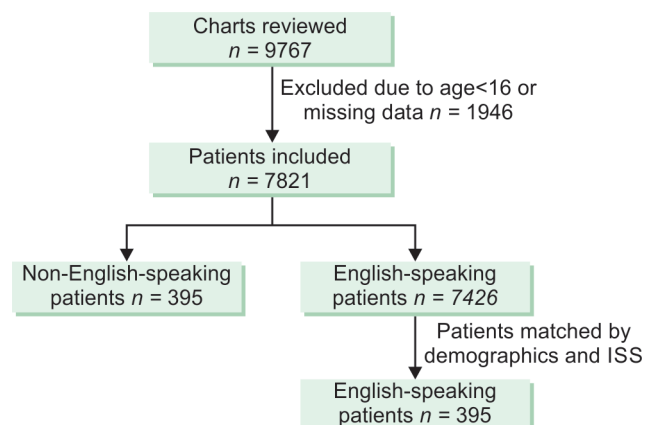 Charts reviewed
n = 9767
Excluded due to age<16 or
missing data n = 1946
Patients included
n = 7821
Non-English-speaking
patients n = 395
English-speaking
patients n = 7426
Patients matched by
demographics and ISS
English-speaking
patients n = 395